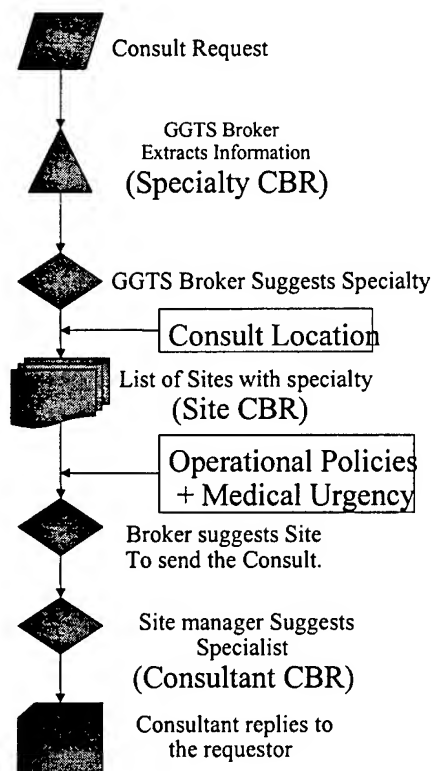 Consult Request
GGTS Broker
Extracts Information
(Specialty CBR)
GGTS Broker Suggests Specialty
Consult Location
List of Sites with specialty
(Site CBR)
Operational Policies
+ Medical Urgency
Broker suggests Site
To send the Consult.
Site manager Suggests
Specialist
(Consultant CBR)
Consultant replies to
the requestor